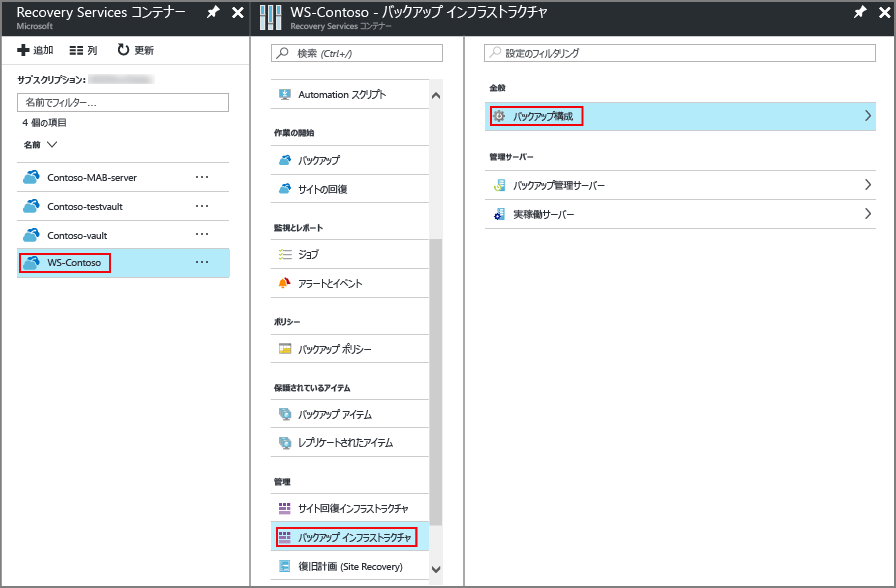 Recovery Services コンテナー
Microsoft
追加
列
更新
サブスクリプション:
名前でフィルター...
4 個の項目
名前
Contoso-MAB-server
...
Contoso-testvault
...
Contoso-vault
...
WS-Contoso
...
WS-Contoso - バックアップ インフラストラクチャ
Recovery Services コンテナー
検索 (Ctrl+/)
Automation スクリプト
作業の開始
バックアップ
サイトの回復
監視とレポート
ジョブ
アラートとイベント
ポリシー
バックアップ ポリシー
保護されているアイテム
バックアップ アイテム
レプリケートされたアイテム
管理
サイト回復インフラストラクチャ
バックアップ インフラストラクチャ
復旧計画 (Site Recovery)
設定のフィルタリング
全般
バックアップ構成
管理サーバー
バックアップ管理サーバー
実稼働サーバー